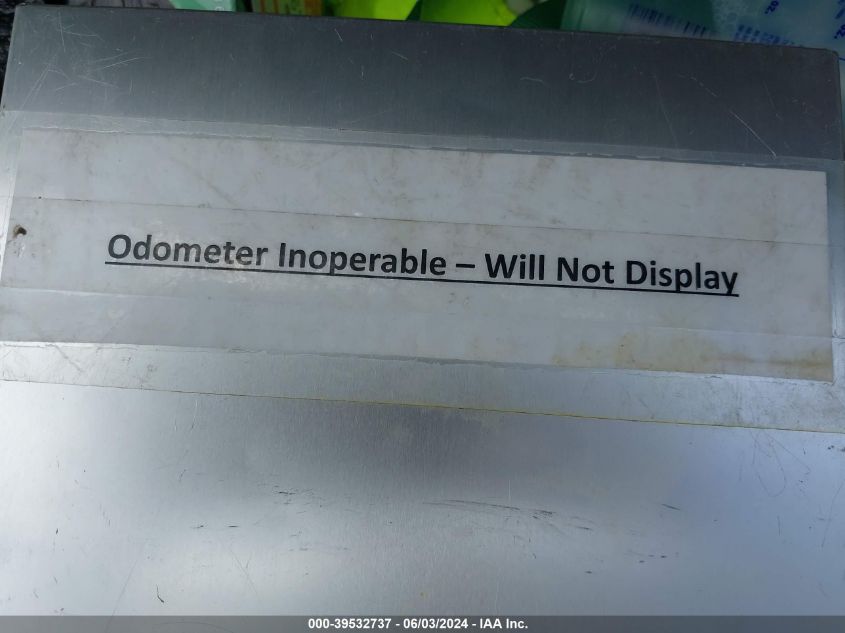 Odometer Inoperable – Will Not Display
000-39532737 - 06/03/2024 - IAA Inc.